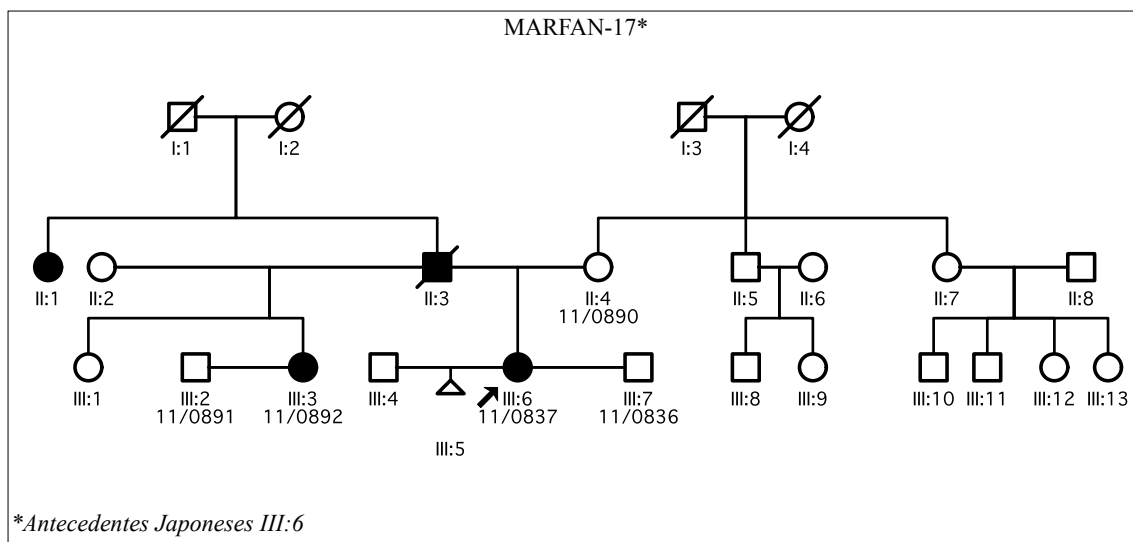 MARFAN-17*
I:1 I:2 I:3 I:4
II:1 II:2 II:3 II:4 II:5 II:6 II:7 II:8
11/0890
III:1 III:2 III:3 III:4 III:6 III:7 III:8 III:9 III:10 III:11 III:12 III:13
11/0891 11/0892 11/0837 11/0836
III:5
*Antecedentes Japoneses III:6